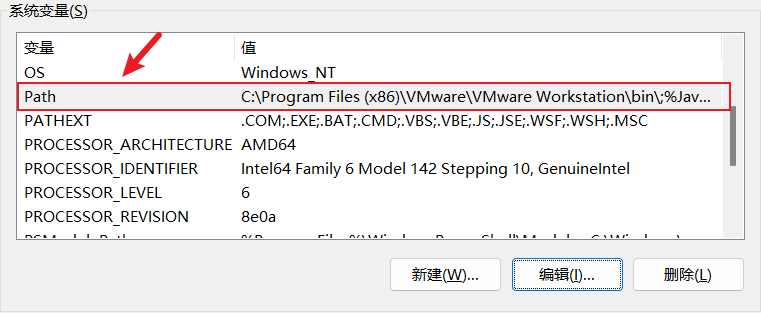 系统变量(S)
变量 值
OS Windows_NT
Path C:\Program Files (x86)\VMware\VMware Workstation\bin\;%Jav...
PATHEXT .COM;.EXE;.BAT;.CMD;.VBS;.VBE;.JS;.JSE;.WSF;.WSH;.MSC
PROCESSOR_ARCHITECTURE AMD64
PROCESSOR_IDENTIFIER Intel64 Family 6 Model 142 Stepping 10, GenuineIntel
PROCESSOR_LEVEL 6
PROCESSOR_REVISION 8e0a
新建(W)... 编辑(I)... 删除(L)